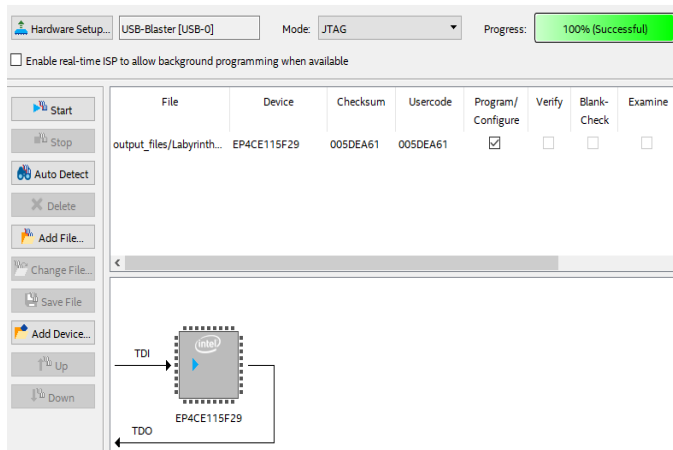 Hardware Setup... USB-Blaster [USB-0] Mode: JTAG Progress: 100% (Successful)
Enable real-time ISP to allow background programming when available
Start
Stop
Auto Detect
Delete
Add File...
Change File...
Save File
Add Device...
Up
Down
File Device Checksum Usercode Program/ Verify Blank- Examine
Configure Check
output_files/Labyrinth... EP4CE115F29 005DEA61 005DEA61
intel
TDI
EP4CE115F29
TDO